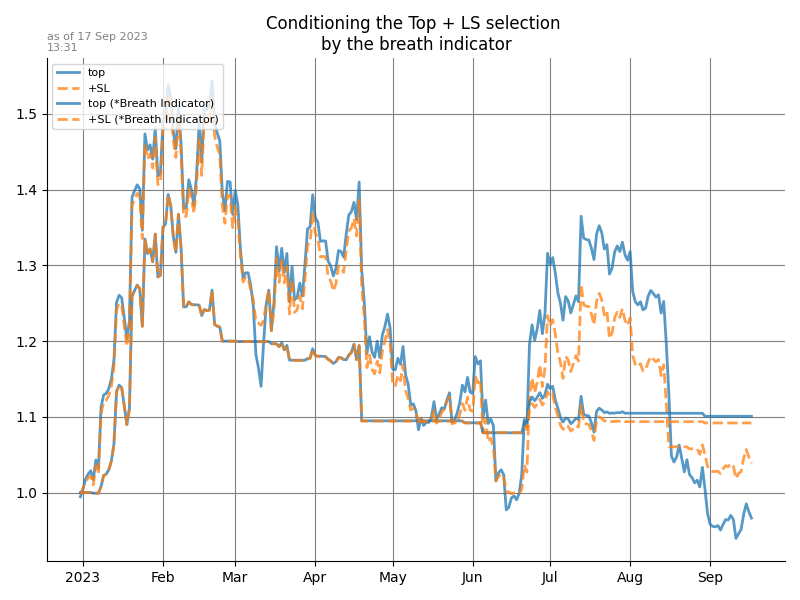 Conditioning the Top + LS selection
by the breath indicator
as of 17 Sep 2023
13:31
top
+SL
top (*Breath Indicator)
+SL (*Breath Indicator)
1.5
1.4
1.3
1.2
1.1
1.0
2023 Feb Mar Apr May Jun Jul Aug Sep